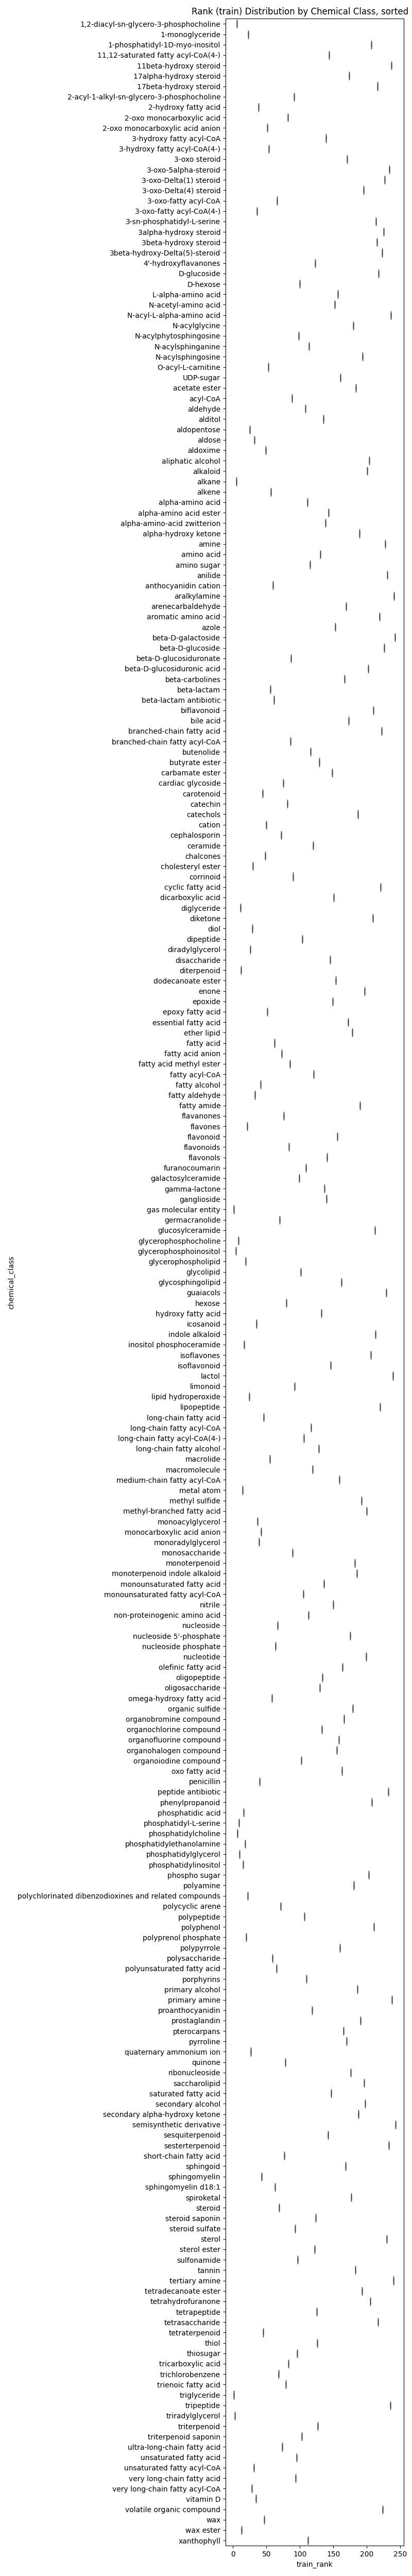 Rank (train) Distribution by Chemical Class, sorted
1,2-diacyl-sn-glycero-3-phosphocholine
1-monoglyceride
1-phosphatidyl-1D-myo-inositol
11,12-saturated fatty acyl-CoA(4-)
11beta-hydroxy steroid
17alpha-hydroxy steroid
17beta-hydroxy steroid
2-acyl-1-alkyl-sn-glycero-3-phosphocholine
2-hydroxy fatty acid
2-oxo monocarboxylic acid
2-oxo monocarboxylic acid anion
3-hydroxy fatty acyl-CoA
3-hydroxy fatty acyl-CoA(4-)
3-oxo steroid
3-oxo-5alpha-steroid
3-oxo-Delta(1) steroid
3-oxo-Delta(4) steroid
3-oxo-fatty acyl-CoA
3-oxo-fatty acyl-CoA(4-)
3-sn-phosphatidyl-L-serine
3alpha-hydroxy steroid
3beta-hydroxy steroid
3beta-hydroxy-Delta(5)-steroid
4'-hydroxyflavanones
D-glucoside
D-hexose
L-alpha-amino acid
N-acetyl-amino acid
N-acyl-L-alpha-amino acid
N-acylglycine
N-acylphytosphingosine
N-acylsphinganine
N-acylsphingosine
O-acyl-L-carnitine
UDP-sugar
acetate ester
acyl-CoA
aldehyde
alditol
aldopentose
aldose
aldoxime
aliphatic alcohol
alkaloid
alkane
alkene
alpha-amino acid
alpha-amino acid ester
alpha-amino-acid zwitterion
alpha-hydroxy ketone
amine
amino acid
amino sugar
anilide
anthocyanidin cation
aralkylamine
arenecarbaldehyde
aromatic amino acid
azole
beta-D-galactoside
beta-D-glucoside
beta-D-glucosiduronate
beta-D-glucosiduronic acid
beta-carbolines
beta-lactam
beta-lactam antibiotic
biflavonoid
bile acid
branched-chain fatty acid
branched-chain fatty acyl-CoA
butenolide
butyrate ester
carbamate ester
cardiac glycoside
carotenoid
catechin
catechols
cation
cephalosporin
ceramide
chalcones
cholesteryl ester
corrinoid
cyclic fatty acid
dicarboxylic acid
diglyceride
diketone
diol
dipeptide
diradylglycerol
disaccharide
diterpenoid
dodecanoate ester
enone
epoxide
epoxy fatty acid
essential fatty acid
ether lipid
fatty acid
fatty acid anion
fatty acid methyl ester
fatty acyl-CoA
fatty alcohol
fatty aldehyde
fatty amide
flavanones
flavones
flavonoid
flavonoids
flavonols
furanocoumarin
galactosylceramide
gamma-lactone
ganglioside
gas molecular entity
germacranolide
glucosylceramide
glycerophosphocholine
glycerophosphoinositol
glycerophospholipid
glycolipid
glycosphingolipid
guaiacols
hexose
hydroxy fatty acid
icosanoid
indole alkaloid
inositol phosphoceramide
isoflavones
isoflavonoid
lactol
limonoid
lipid hydroperoxide
lipopeptide
long-chain fatty acid
long-chain fatty acyl-CoA
long-chain fatty acyl-CoA(4-)
long-chain fatty alcohol
macrolide
macromolecule
medium-chain fatty acyl-CoA
metal atom
methyl sulfide
methyl-branched fatty acid
monoacylglycerol
monocarboxylic acid anion
monoradylglycerol
monosaccharide
monoterpenoid
monoterpenoid indole alkaloid
monounsaturated fatty acid
monounsaturated fatty acyl-CoA
nitrile
non-proteinogenic amino acid
nucleoside
nucleoside 5'-phosphate
nucleoside phosphate
nucleotide
olefinic fatty acid
oligopeptide
oligosaccharide
omega-hydroxy fatty acid
organic sulfide
organobromine compound
organochlorine compound
organofluorine compound
organohalogen compound
organoiodine compound
oxo fatty acid
penicillin
peptide antibiotic
phenylpropanoid
phosphatidic acid
phosphatidyl-L-serine
phosphatidylcholine
phosphatidylethanolamine
phosphatidylglycerol
phosphatidylinositol
phospho sugar
polyamine
polychlorinated dibenzodioxines and related compounds
polycyclic arene
polypeptide
polyphenol
polyprenol phosphate
polypyrrole
polysaccharide
polyunsaturated fatty acid
porphyrins
primary alcohol
primary amine
proanthocyanidin
prostaglandin
pterocarpans
pyrroline
quaternary ammonium ion
quinone
ribonucleoside
saccharolipid
saturated fatty acid
secondary alcohol
secondary alpha-hydroxy ketone
semisynthetic derivative
sesquiterpenoid
sesterterpenoid
short-chain fatty acid
sphingoid
sphingomyelin
sphingomyelin d18:1
spiroketal
steroid
steroid saponin
steroid sulfate
sterol
sterol ester
sulfonamide
tannin
tertiary amine
tetradecanoate ester
tetrahydrofuranone
tetrapeptide
tetrasaccharide
tetraterpenoid
thiol
thiosugar
tricarboxylic acid
trichlorobenzene
trienoic fatty acid
triglyceride
tripeptide
triradylglycerol
triterpenoid
triterpenoid saponin
ultra-long-chain fatty acid
unsaturated fatty acid
unsaturated fatty acyl-CoA
very long-chain fatty acid
very long-chain fatty acyl-CoA
vitamin D
volatile organic compound
wax
wax ester
xanthophyll
chemical_class
0 50 100 150 200 250
train_rank